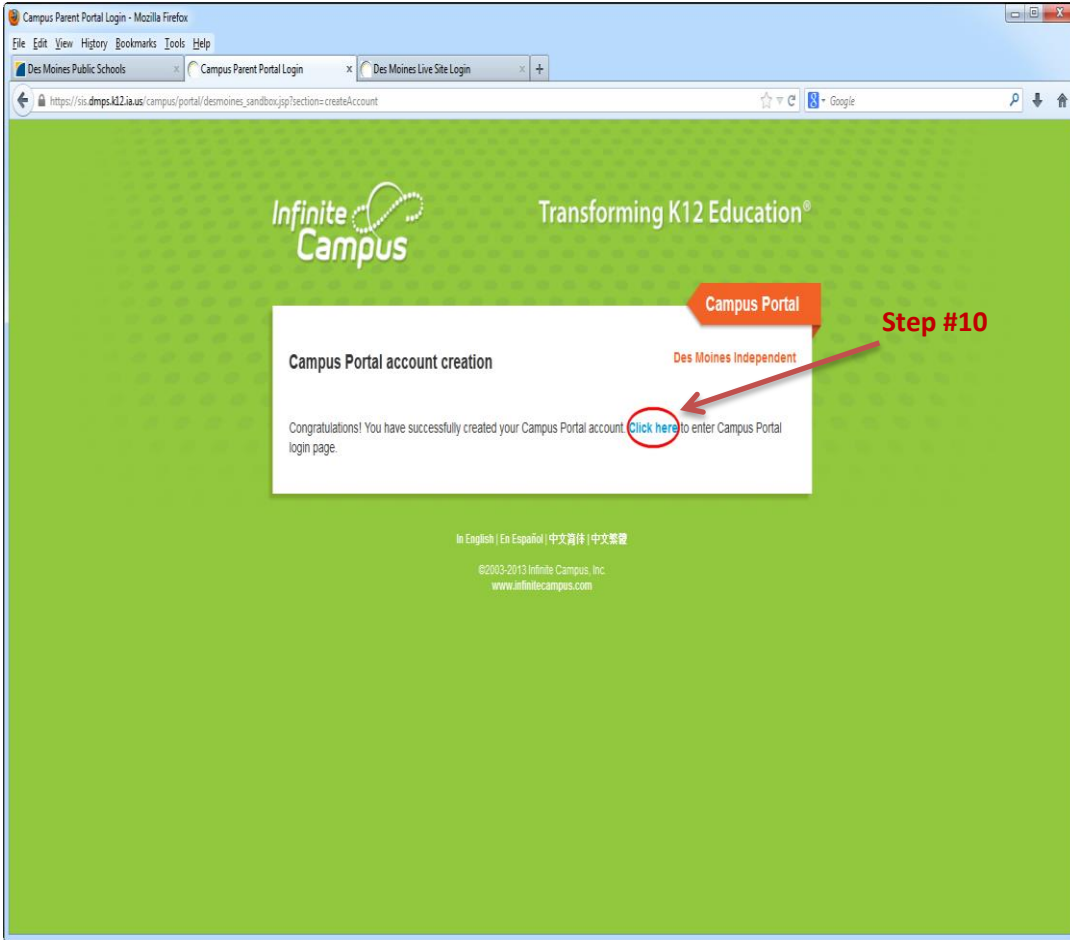 Campus Parent Portal Login - Mozilla Firefox
File Edit View History Bookmarks Tools Help
Des Moines Public Schools x Campus Parent Portal Login x Des Moines Live Site Login x +
https://sis.dmps.k12.ia.us/campus/portal/desmoines_sandbox.jsp?section=createAccount Google
Infinite Campus
Transforming K12 Education®
Campus Portal
Step #10
Campus Portal account creation
Des Moines Independent
Congratulations! You have successfully created your Campus Portal account. Click here to enter Campus Portal
login page.
In English | En Español | 中文简体 | 中文繁體
©2003-2013 Infinite Campus, Inc.
www.infinitecampus.com